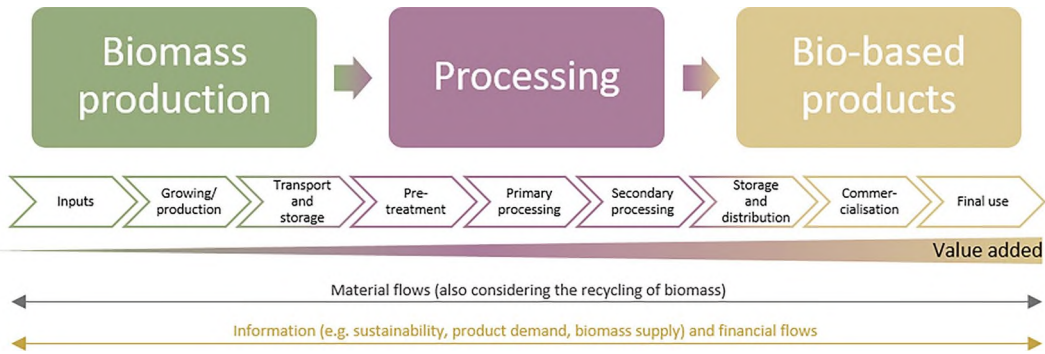 Biomass
production
Processing
Bio-based
products
Inputs
Growing/
production
Transport
and
storage
Pre-
treatment
Primary
processing
Secondary
processing
Storage
and
distribution
Commer-
cialisation
Final use
Value added
Material flows (also considering the recycling of biomass)
Information (e.g. sustainability, product demand, biomass supply) and financial flows